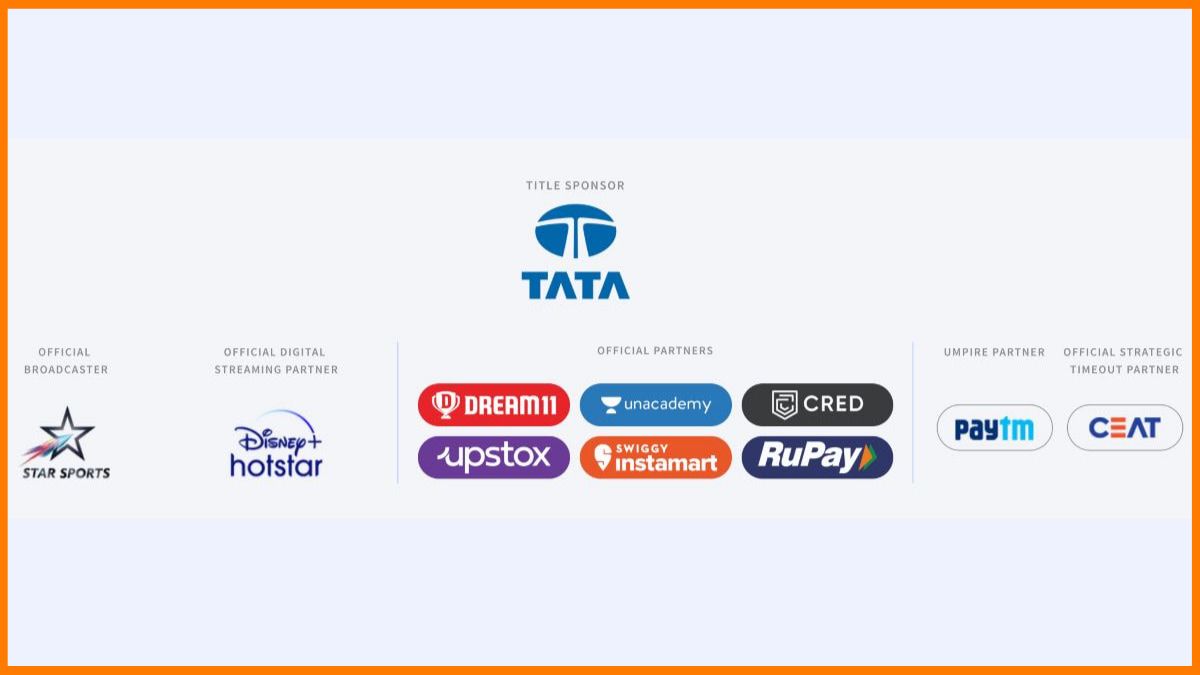 TITLE SPONSOR
TATA
OFFICIAL
BROADCASTER
STAR SPORTS
OFFICIAL DIGITAL
STREAMING PARTNER
Disney+
hotstar
OFFICIAL PARTNERS
DREAM11
unacademy
CRED
upstox
SWIGGY
instamart
RuPay
UMPIRE PARTNER
paytm
OFFICIAL STRATEGIC
TIMEOUT PARTNER
CEAT